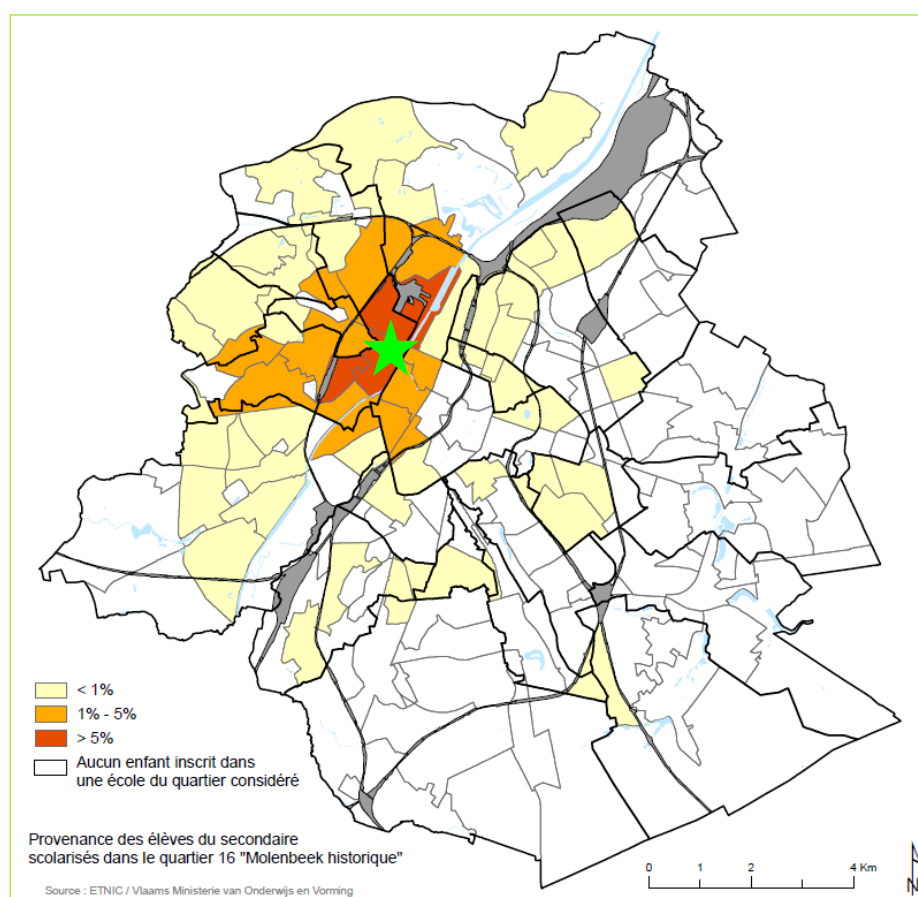 < 1%
1% - 5%
> 5%
Aucun enfant inscrit dans
une école du quartier considéré
Provenance des élèves du secondaire
scolarisés dans le quartier 16 "Molenbeek historique"
0 1 2 4 Km
N
Source : ETNIC / Vlaams Ministerie van Onderwijs en Vorming